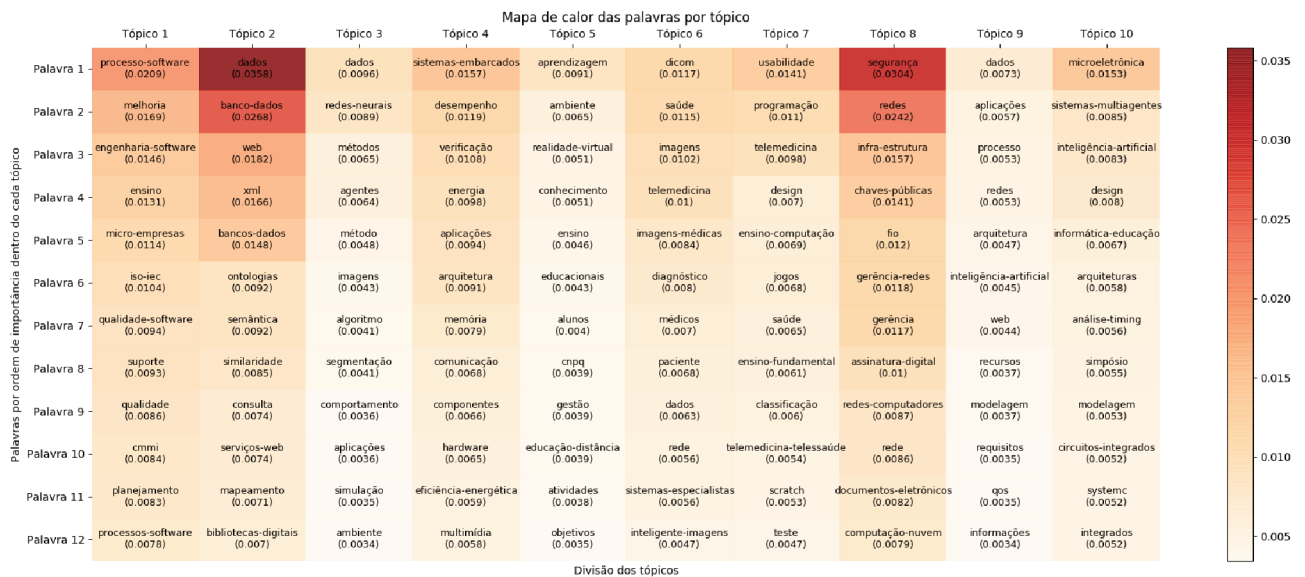 Mapa de calor das palavras por tópico
Tópico 1 Tópico 2 Tópico 3 Tópico 4 Tópico 5 Tópico 6 Tópico 7 Tópico 8 Tópico 9 Tópico 10
Palavra 1 processo-software dados dados sistemas-embarcados aprendizagem dicom usabilidade segurança dados microeletrônica
(0.0209) (0.0358) (0.0096) (0.0157) (0.0091) (0.0117) (0.0141) (0.0304) (0.0073) (0.0153)
Palavra 2 melhoria banco-dados redes-neurais desempenho ambiente saúde programação redes aplicações sistemas-multiagentes
(0.0169) (0.0268) (0.0089) (0.0119) (0.0065) (0.0115) (0.011) (0.0242) (0.0057) (0.0085)
Palavra 3 engenharia-software web métodos verificação realidade-virtual imagens telemedicina infra-estrutura processo inteligência-artificial
(0.0146) (0.0182) (0.0065) (0.0108) (0.0051) (0.0102) (0.0098) (0.0157) (0.0053) (0.0083)
Palavra 4 ensino xml agentes energia conhecimento telemedicina design chaves-públicas redes design
(0.0131) (0.0166) (0.0064) (0.0098) (0.0051) (0.01) (0.007) (0.0141) (0.0053) (0.008)
Palavra 5 micro-empresas bancos-dados método aplicações ensino imagens-médicas ensino-computação fio arquitetura informática-educação
(0.0114) (0.0148) (0.0048) (0.0094) (0.0046) (0.0084) (0.0069) (0.012) (0.0047) (0.0067)
Palavra 6 iso-iec ontologias imagens arquitetura educacionais diagnóstico jogos gerência-redes inteligência-artificial arquiteturas
(0.0104) (0.0092) (0.0043) (0.0091) (0.0043) (0.008) (0.0068) (0.0118) (0.0045) (0.0058)
Palavra 7 qualidade-software semântica algoritmo memória alunos médicos saúde gerência web análise-timing
(0.0094) (0.0092) (0.0041) (0.0079) (0.004) (0.007) (0.0065) (0.0117) (0.0044) (0.0056)
Palavra 8 suporte similaridade segmentação comunicação cnpq paciente ensino-fundamental assinatura-digital recursos simpósio
(0.0093) (0.0085) (0.0041) (0.0068) (0.0039) (0.0068) (0.0061) (0.01) (0.0037) (0.0055)
Palavra 9 qualidade consulta comportamento componentes gestão dados classificação redes-computadores modelagem modelagem
(0.0086) (0.0074) (0.0036) (0.0066) (0.0039) (0.0063) (0.006) (0.0087) (0.0037) (0.0053)
Palavra 10 cmmi serviços-web aplicações hardware educação-distância rede telemedicina-telessaúde rede requisitos circuitos-integrados
(0.0084) (0.0074) (0.0036) (0.0065) (0.0039) (0.0056) (0.0054) (0.0086) (0.0035) (0.0052)
Palavra 11 planejamento mapeamento simulação eficiência-energética atividades sistemas-especialistas scratch documentos-eletrônicos qos systemc
(0.0083) (0.0071) (0.0035) (0.0059) (0.0038) (0.0056) (0.0053) (0.0082) (0.0035) (0.0052)
Palavra 12 processos-software bibliotecas-digitais ambiente multimídia objetivos inteligente-imagens teste computação-nuvem informações integrados
(0.0078) (0.007) (0.0034) (0.0058) (0.0035) (0.0047) (0.0047) (0.0079) (0.0034) (0.0052)
Palavras por ordem de importância dentro do cada tópico
Divisão dos tópicos
0.035
0.030
0.025
0.020
0.015
0.010
0.005